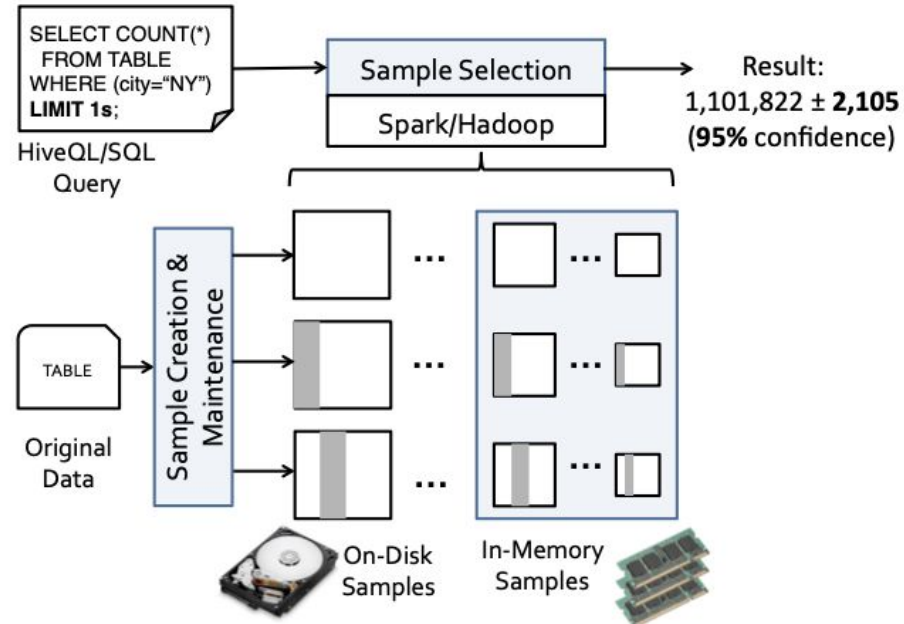 SELECT COUNT(*)
FROM TABLE
WHERE (city=“NY”)
LIMIT 1s;
HiveQL/SQL
Query
Sample Selection
Spark/Hadoop
Result:
1,101,822 ± 2,105
(95% confidence)
TABLE
Original
Data
Sample Creation &
Maintenance
...
...
...
...
...
...
On-Disk
Samples
In-Memory
Samples